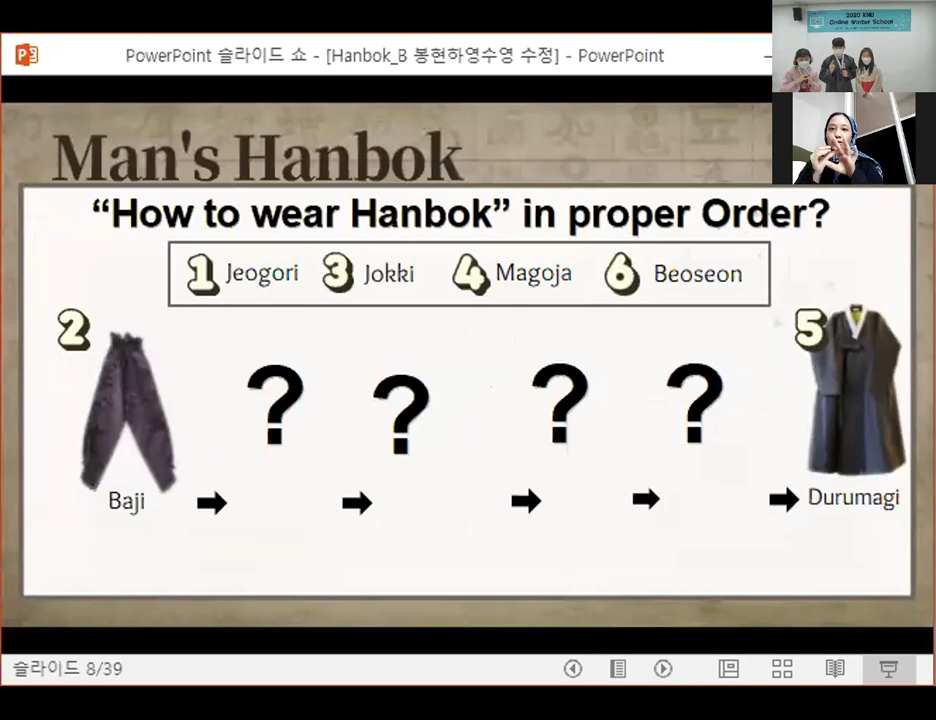 2020 KNU
Online Winter School
PowerPoint 슬라이드 쇼 - [Hanbok_B 봉현하영수영 수정] - PowerPoint
Man's Hanbok
“How to wear Hanbok” in proper Order?
1 Jeogori 3 Jokki 4 Magoja 6 Beoseon
2 5
? ? ? ?
Baji Durumagi
슬라이드 8/39